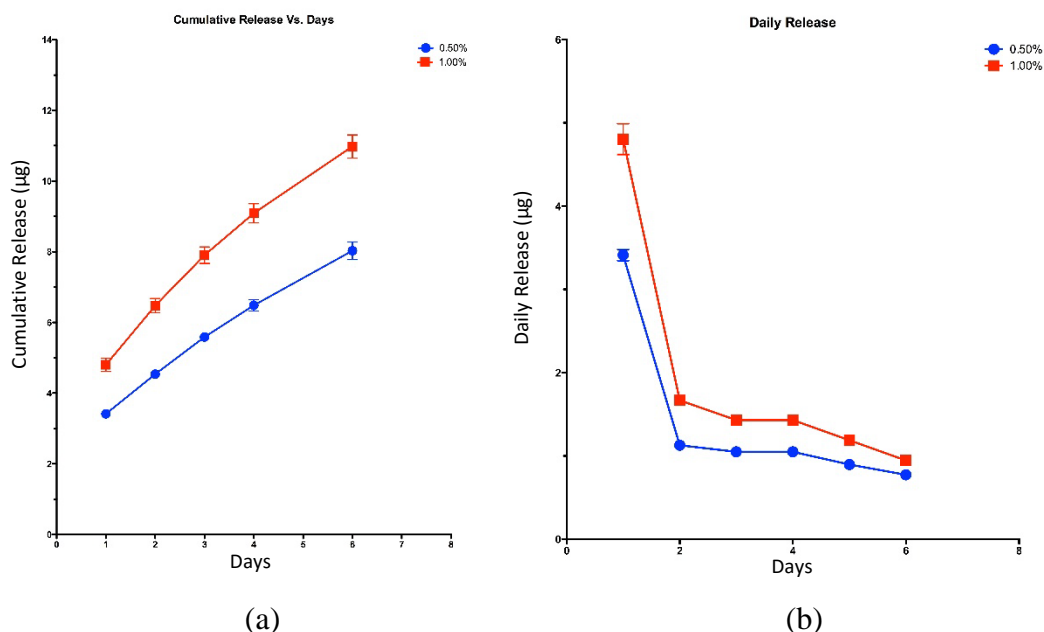 Cumulative Release Vs. Days
14
12
10
8
6
4
2
0
0 1 2 3 4 5 6 7 8
Cumulative Release (µg)
Days
0.50%
1.00%
(a)
Daily Release
6
4
2
0
0 2 4 6 8
Daily Release (µg)
Days
0.50%
1.00%
(b)